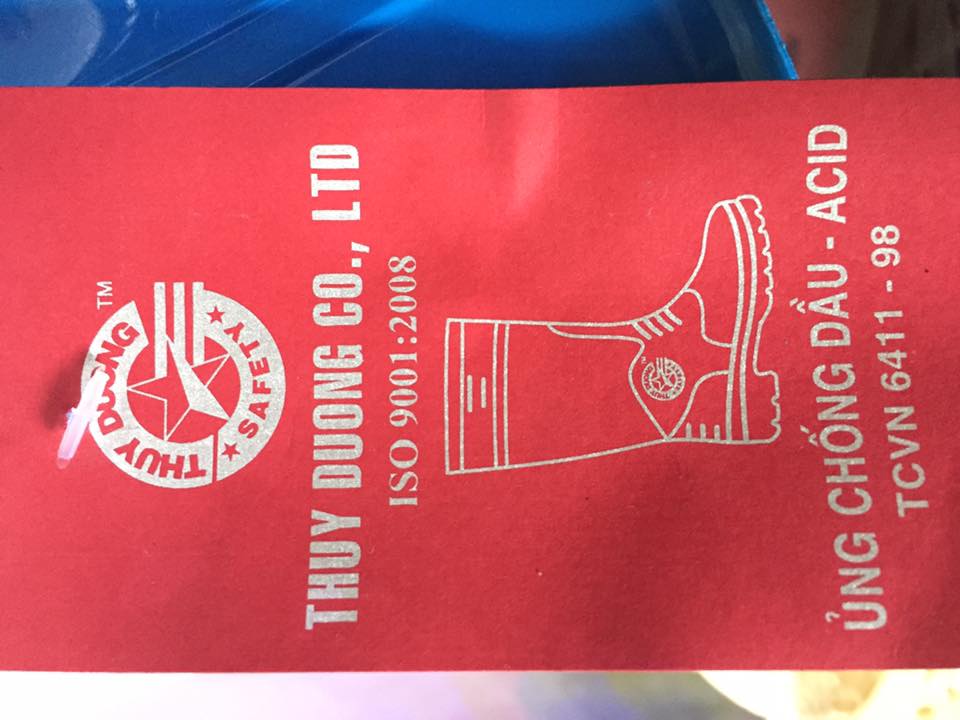 THUY DUONG
SAFETY
TM
THUY DUONG CO., LTD
ISO 9001:2008
ỦNG CHỐNG DẦU - ACID
TCVN 6411 - 98